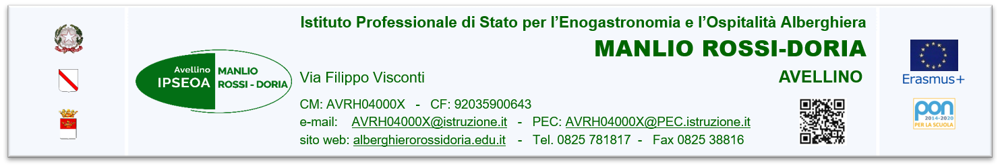 Istituto Professionale di Stato per l’Enogastronomia e l’Ospitalità Alberghiera
MANLIO ROSSI-DORIA
Avellino
IPSEOA
MANLIO
ROSSI - DORIA
Via Filippo Visconti
AVELLINO
CM: AVRH04000X - CF: 92035900643
e-mail: AVRH04000X@istruzione.it - PEC: AVRH04000X@PEC.istruzione.it
sito web: alberghierorossidoria.edu.it - Tel. 0825 781817 - Fax 0825 38816
Erasmus+
pon
2014-2020
PER LA SCUOLA